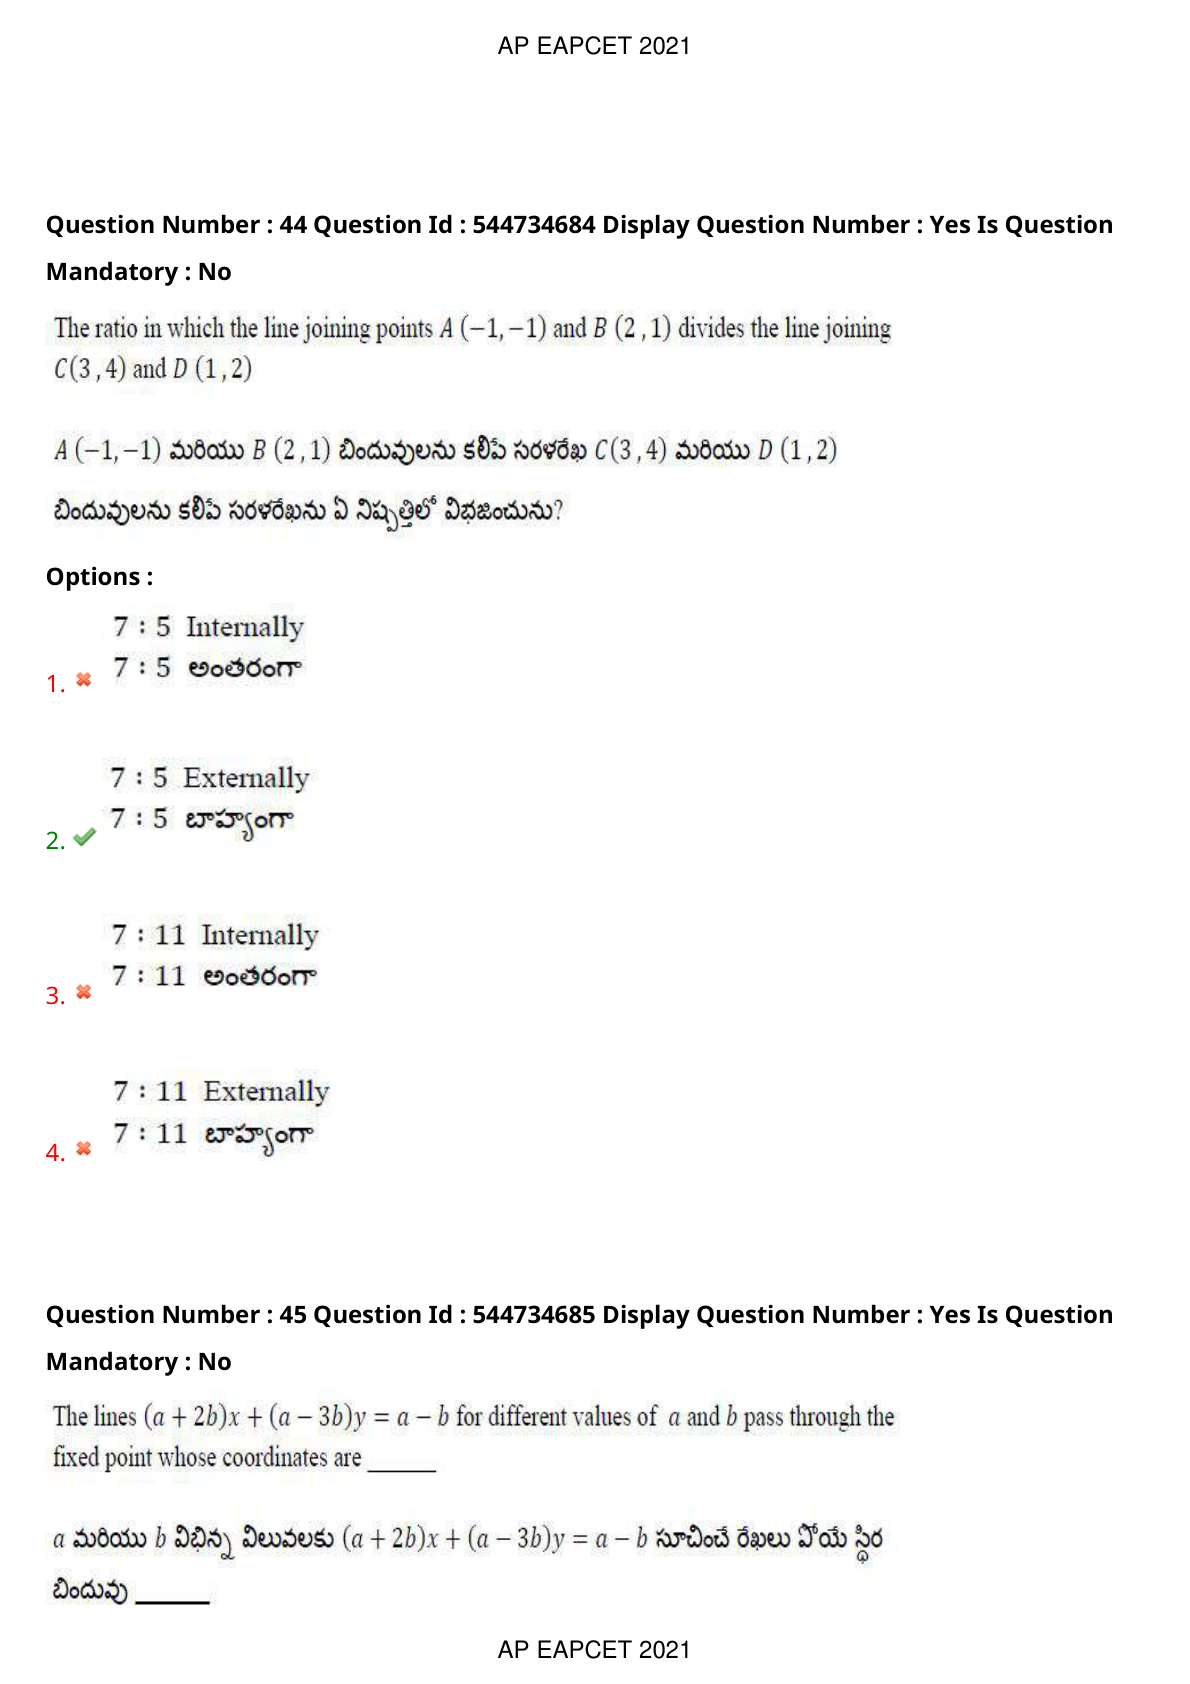 AP EAPCET 2021
Question Number : 44 Question Id : 544734684 Display Question Number : Yes Is Question
Mandatory : No
The ratio in which the line joining points A (−1, −1) and B (2 , 1) divides the line joining
C(3 , 4) and D (1 , 2)
A (−1, −1) మరియు B (2 , 1) బిందువులను కలిపే సరళరేఖ C(3 , 4) మరియు D (1 , 2)
బిందువులను కలిపే సరళరేఖను ఏ నిష్పత్తిలో విభజించును?
Options :
7 : 5 Internally
7 : 5 అంతరంగా
1.
7 : 5 Externally
7 : 5 బాహ్యంగా
2.
7 : 11 Internally
7 : 11 అంతరంగా
3.
7 : 11 Externally
7 : 11 బాహ్యంగా
4.
Question Number : 45 Question Id : 544734685 Display Question Number : Yes Is Question
Mandatory : No
The lines (a + 2b)x + (a − 3b)y = a − b for different values of a and b pass through the
fixed point whose coordinates are ______
a మరియు b విభిన్న విలువలకు (a + 2b)x + (a − 3b)y = a − b సూచించే రేఖలు పోయే స్థిర
బిందువు ______
AP EAPCET 2021